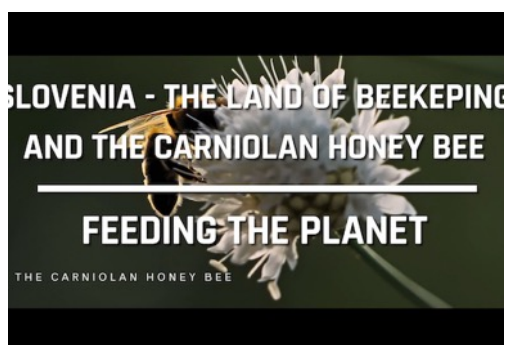 SLOVENIA - THE LAND OF BEEKEPING
AND THE CARNIOLAN HONEY BEE
FEEDING THE PLANET
THE CARNIOLAN HONEY BEE